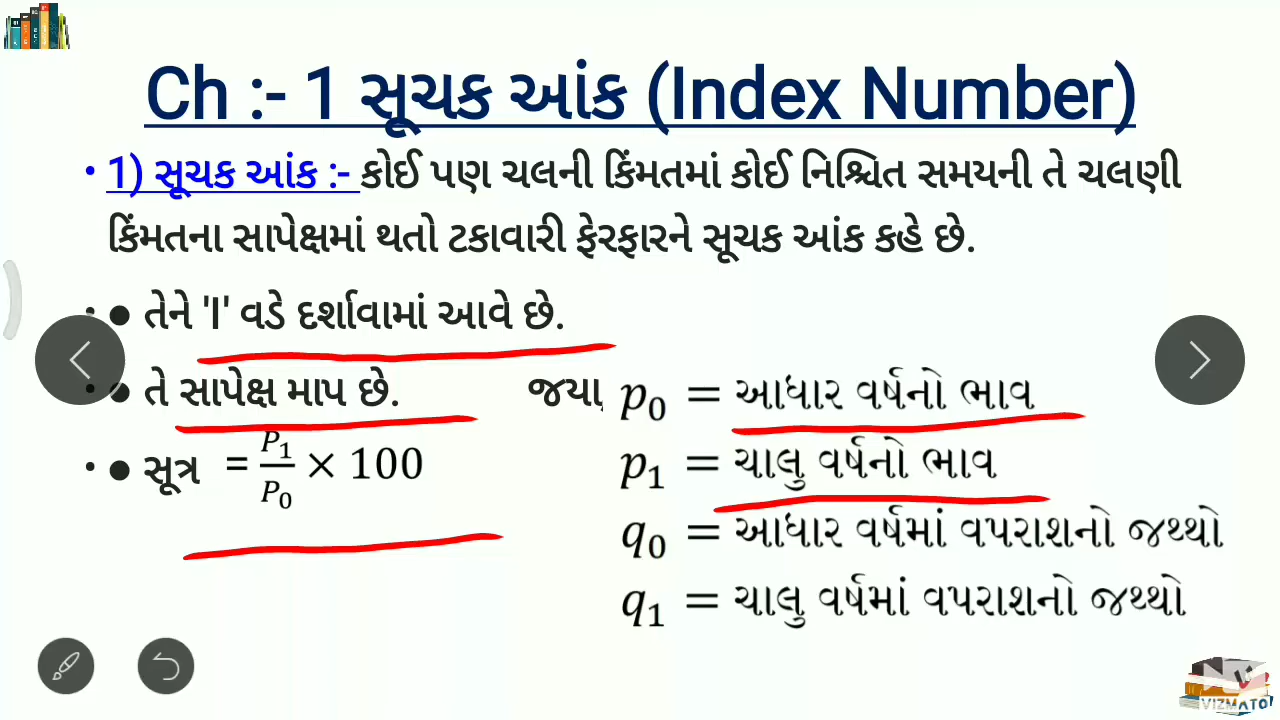 Ch :- 1 સૂચક આંક (Index Number)
• 1) સૂચક આંક :- કોઈ પણ ચલની કિંમતમાં કોઈ નિશ્ચિત સમયની તે ચલણી
કિંમતના સાપેક્ષમાં થતો ટકાવારી ફેરફારને સૂચક આંક કહે છે.
• ● તેને 'I' વડે દર્શાવામાં આવે છે.
• ● તે સાપેક્ષ માપ છે.
• ● સૂત્ર = P₁/P₀ × 100
p₀ = આધાર વર્ષનો ભાવ
p₁ = ચાલુ વર્ષનો ભાવ
q₀ = આધાર વર્ષમાં વપરાશનો જથ્થો
q₁ = ચાલુ વર્ષમાં વપરાશનો જથ્થો
VIZMATO